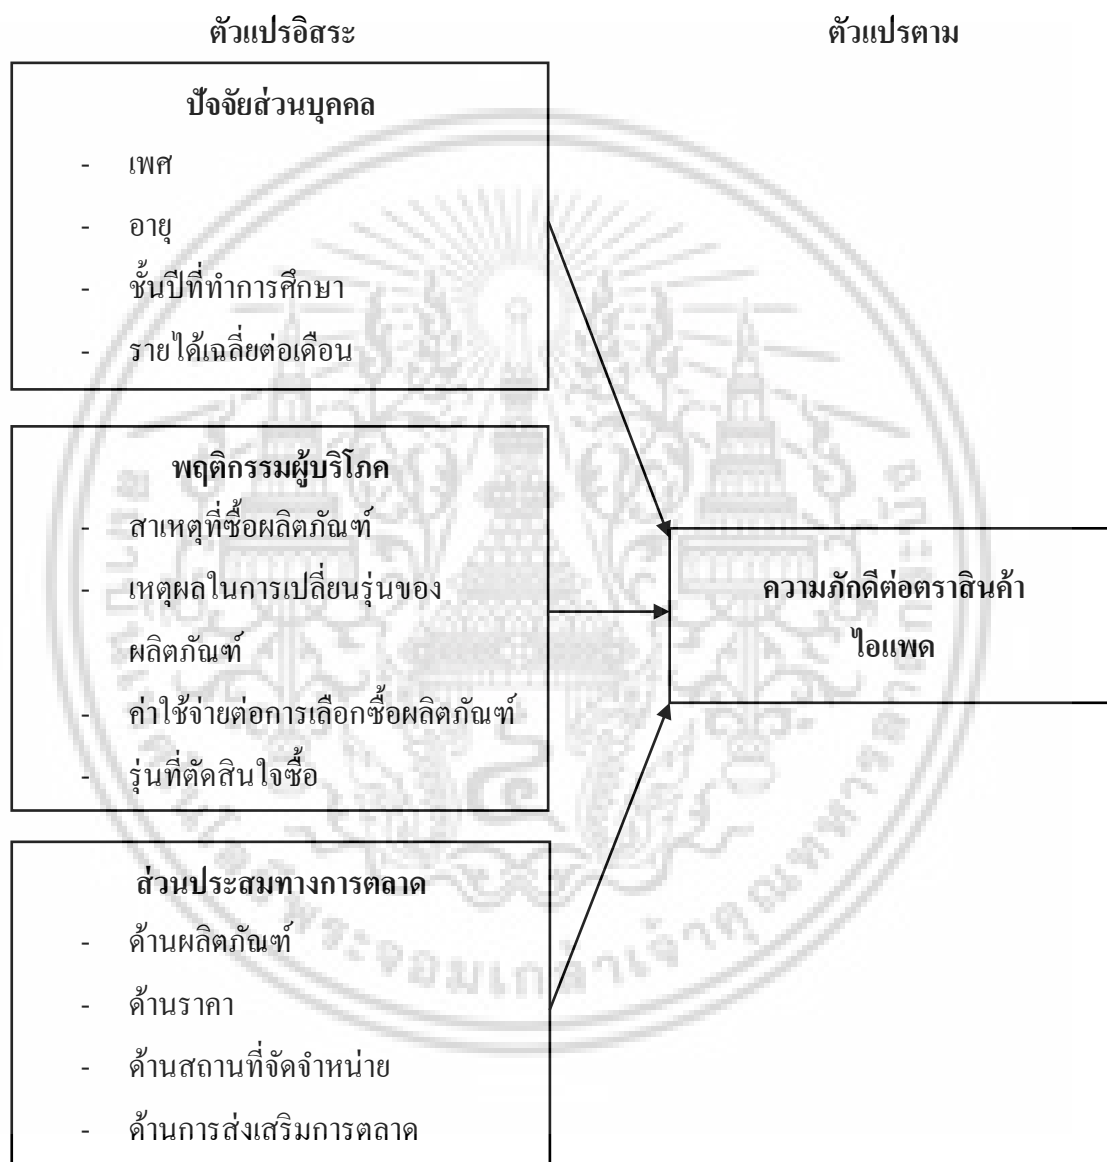 ตัวแปรอิสระ
ตัวแปรตาม
ปัจจัยส่วนบุคคล
- เพศ
- อายุ
- ชั้นปีที่ทำการศึกษา
- รายได้เฉลี่ยต่อเดือน
พฤติกรรมผู้บริโภค
- สาเหตุที่ซื้อผลิตภัณฑ์
- เหตุผลในการเปลี่ยนรุ่นของ
ผลิตภัณฑ์
- ค่าใช้จ่ายต่อการเลือกซื้อผลิตภัณฑ์
- รุ่นที่ตัดสินใจซื้อ
ส่วนประสมทางการตลาด
- ด้านผลิตภัณฑ์
- ด้านราคา
- ด้านสถานที่จัดจำหน่าย
- ด้านการส่งเสริมการตลาด
ความภักดีต่อตราสินค้า
ไอแพด